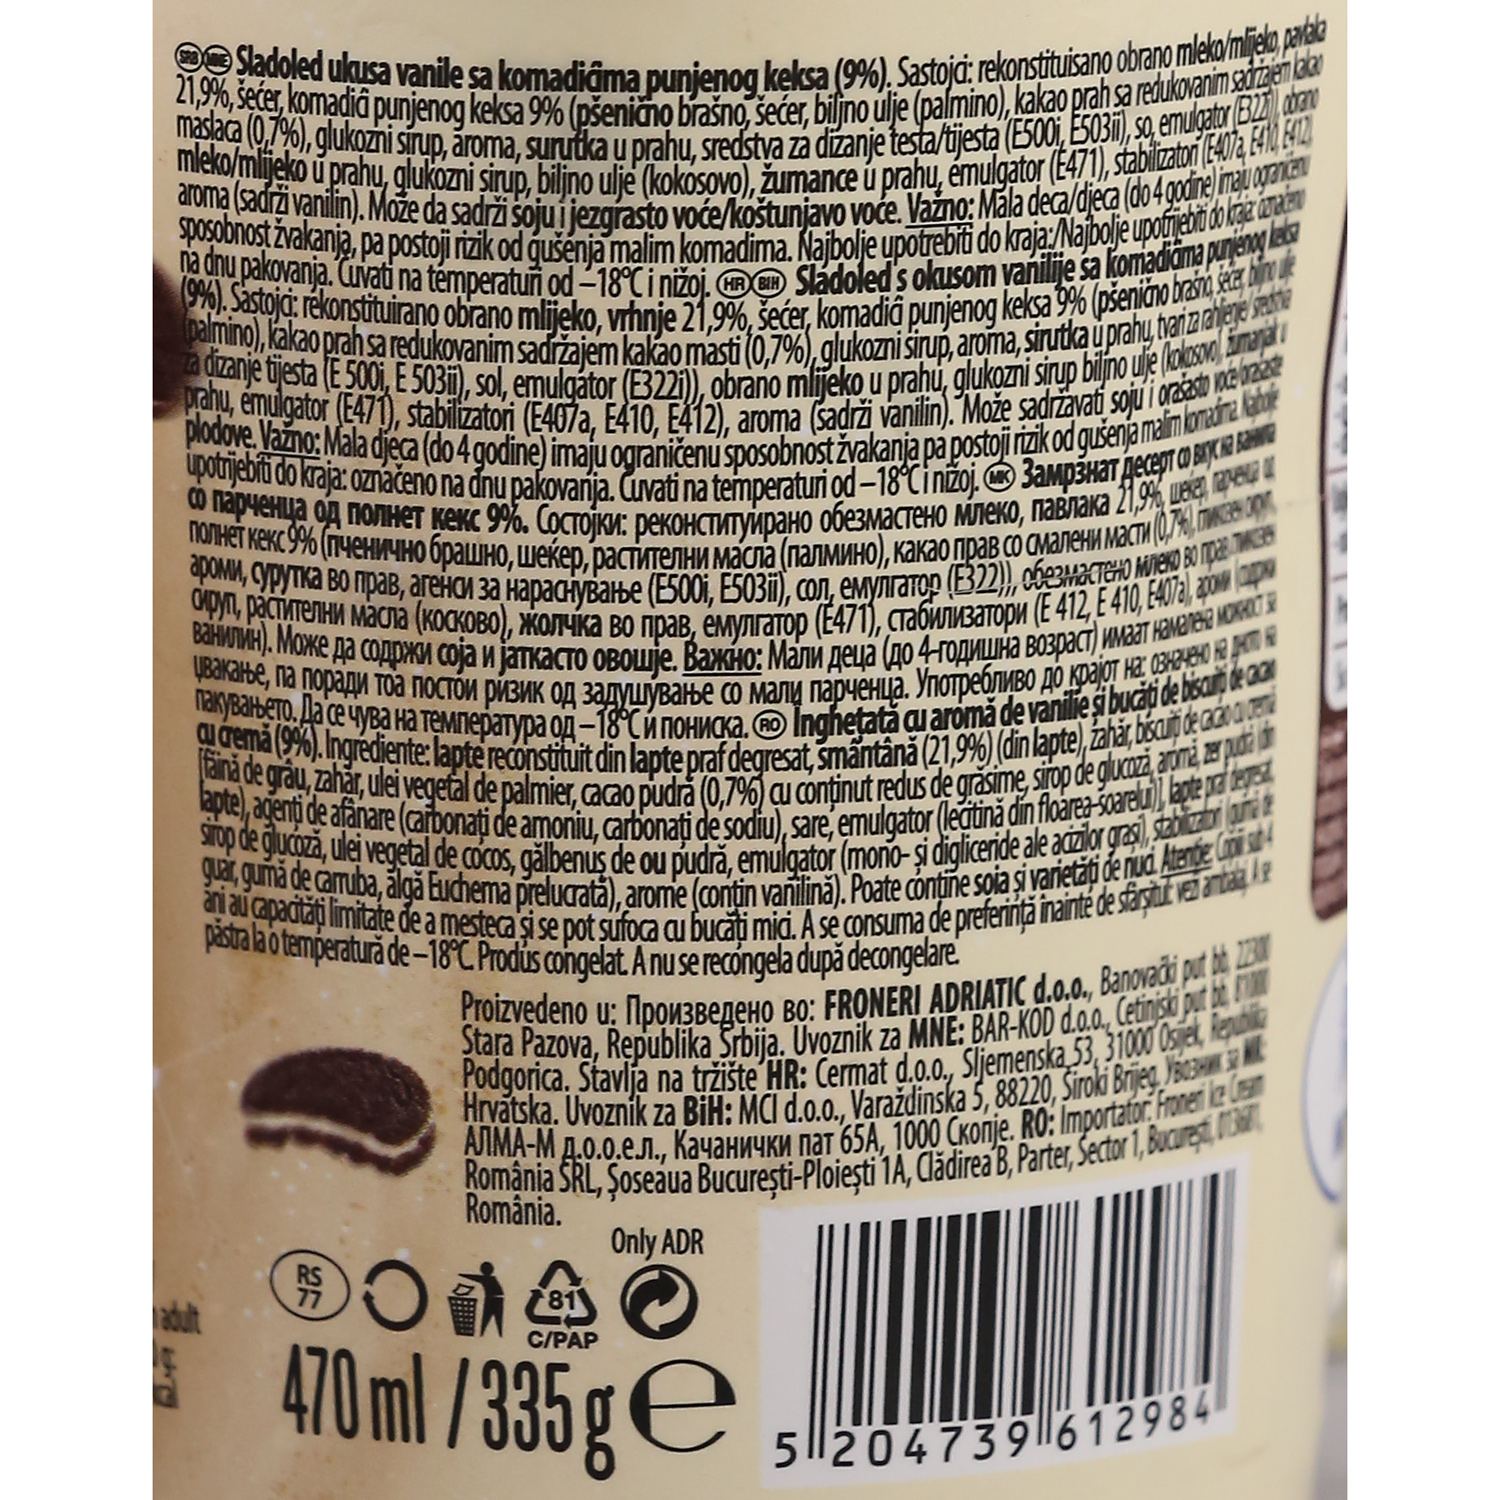 SRB MNE Sladoled ukusa vanile sa komadićima punjenog keksa (9%). Sastojci: rekonstituisano obrano mleko/mlijeko, pavlaka
21,9%, šećer, komadići punjenog keksa 9% (pšenično brašno, šećer, biljno ulje (palmino), kakao prah sa redukovanim sadržajem kakao
maslaca (0,7%), glukozni sirup, aroma, surutka u prahu, sredstva za dizanje testa/tijesta (E500i, E503ii), so, emulgator (E322i)), obrano
mleko/mlijeko u prahu, glukozni sirup, biljno ulje (kokosovo), žumance u prahu, emulgator (E471), stabilizatori (E407a, E410, E412),
aroma (sadrži vanilin). Može da sadrži soju i jezgrasto voće/koštunjavo voće. Važno: Mala deca/djeca (do 4 godine) imaju ograničenu
sposobnost žvakanja, pa postoji rizik od gušenja malim komadima. Najbolje upotrebiti do kraja:/Najbolje upotrijebiti do kraja: označeno
na dnu pakovanja. Čuvati na temperaturi od –18°C i nižoj. HR BIH Sladoled s okusom vanilije sa komadićima punjenog keksa
(9%). Sastojci: rekonstituirano obrano mlijeko, vrhnje 21,9%, šećer, komadići punjenog keksa 9% (pšenično brašno, šećer, biljno ulje
(palmino), kakao prah sa redukovanim sadržajem kakao masti (0,7%), glukozni sirup, aroma, sirutka u prahu, tvari za rahljenje/ sredstva
za dizanje tijesta (E 500i, E 503ii), sol, emulgator (E322i)), obrano mlijeko u prahu, glukozni sirup biljno ulje (kokosovo), žumanjak u
prahu, emulgator (E471), stabilizatori (E407a, E410, E412), aroma (sadrži vanilin). Može sadržavati soju i orašasto voće/orašaste
plodove. Važno: Mala djeca (do 4 godine) imaju ograničenu sposobnost žvakanja pa postoji rizik od gušenja malim komadima. Najbolje
upotrijebiti do kraja: označeno na dnu pakovanja. Čuvati na temperaturi od –18°C i nižoj. MK Замрзнат десерт со вкус на ванила
со парченца од полнет кекс 9%. Состојки: реконституирано обезмастено млеко, павлака 21,9%, шеќер, парченца од
полнет кекс 9% (пченично брашно, шеќер, растителни масла (палмино), какао прав со смалени масти (0,7%), гликозен сируп,
ароми, сурутка во прав, агенси за нараснување (E500i, E503ii), сол, емулгатор (E322)), обезмастено млеко во прав гликозен
сируп, растителни масла (косково), жолчка во прав, емулгатор (E471), стабилизатори (E 412, E 410, E407a), ароми (содржи
ванилин). Може да содржи соја и јаткасто овошје. Важно: Мали деца (до 4-годишна возраст) имаат намалена можност за
џвакање, па поради тоа постои ризик од задушување со мали парченца. Употребливо до крајот на: означено на дното на
пакувањето. Да се чува на температура од –18°C и пониска. RO Înghețată cu aromă de vanilie și bucăți de biscuiți de cacao
cu cremă (9%). Ingrediente: lapte reconstituit din lapte praf degresat, smântână (21,9%) (din lapte), zahăr, biscuiți de cacao cu cremă
[făină de grâu, zahăr, ulei vegetal de palmier, cacao pudră (0,7%) cu conținut redus de grăsime, sirop de glucoză, aromă, zer pudră (din
lapte), agenți de afânare (carbonați de amoniu, carbonați de sodiu), sare, emulgator (lecitină din floarea-soarelui)], lapte praf degresat,
sirop de glucoză, ulei vegetal de cocos, gălbenuș de ou pudră, emulgator (mono- și digliceride ale acizilor grași), stabilizatori (gumă de
guar, gumă de carruba, algă Euchema prelucrată), arome (conțin vanilină). Poate conține soia și varietăți de nuci. Atenție: Copiii sub 4
ani au capacități limitate de a mesteca și se pot sufoca cu bucăți mici. A se consuma de preferință înainte de sfârșitul: vezi ambalaj. A se
păstra la o temperatură de –18°C. Produs congelat. A nu se recongela după decongelare.
Proizvedeno u: Произведено во: FRONERI ADRIATIC d.o.o., Banovački put bb, 22300
Stara Pazova, Republika Srbija. Uvoznik za MNE: BAR-KOD d.o.o., Cetinjski put bb, 81000
Podgorica. Stavlja na tržište HR: Cermat d.o.o., Sljemenska 53, 31000 Osijek, Republika
Hrvatska. Uvoznik za BiH: MCI d.o.o., Varaždinska 5, 88220, Široki Brijeg. Увозник за МК:
АЛМА-М д.о.о.е.л., Качанички пат 65А, 1000 Скопје. RO: Importator: Froneri Ice Cream
România SRL, Șoseaua București-Ploiești 1A, Clădirea B, Parter, Sector 1, București, 013681,
România.
Only ADR
RS
77
81
C/PAP
adult
470 ml / 335 g e
5 204739 612984